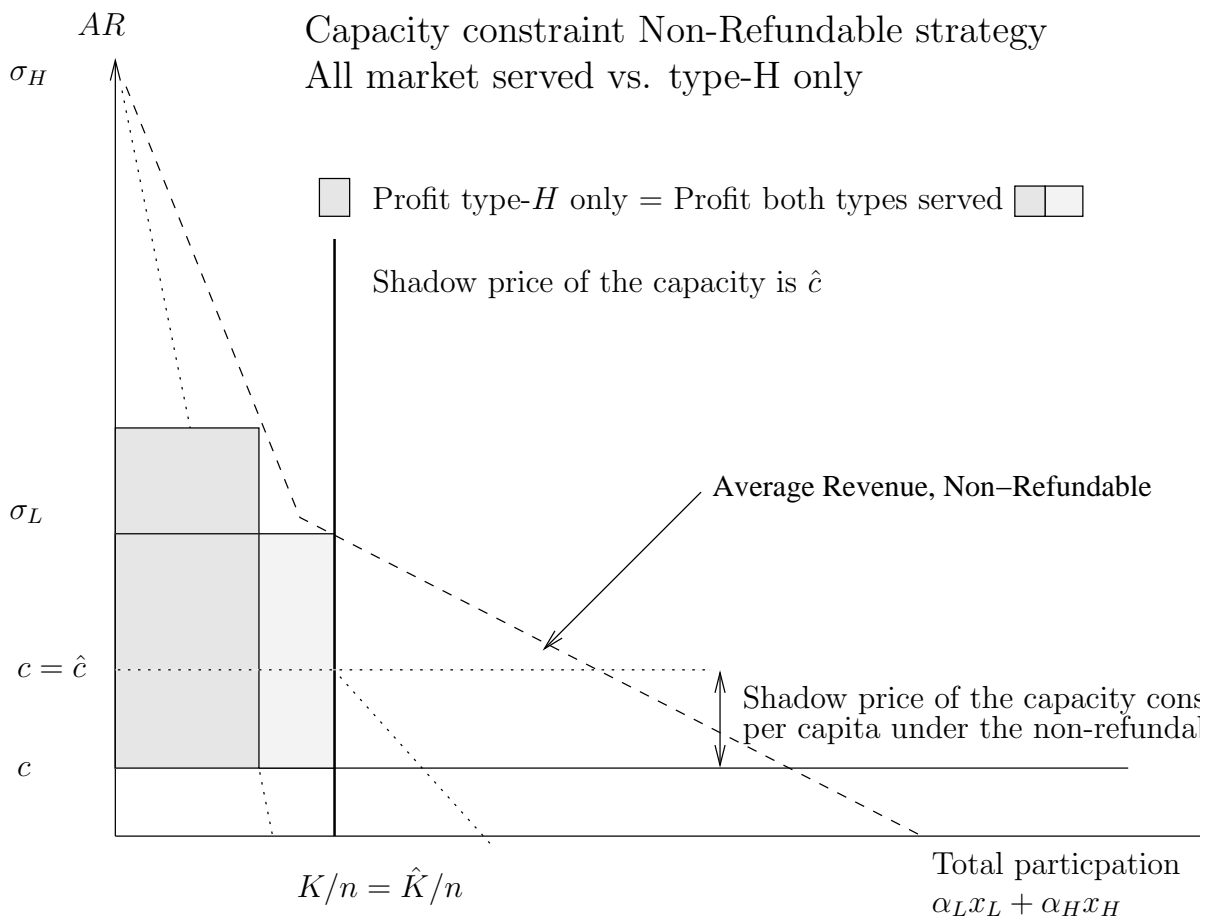 AR
Capacity constraint Non-Refundable strategy
σ_H
All market served vs. type-H only
Profit type-H only = Profit both types served
Shadow price of the capacity is ĉ
Average Revenue, Non–Refundable
σ_L
c = ĉ
Shadow price of the capacity cons
per capita under the non-refundal
c
K/n = K̂/n
Total particpation
α_L x_L + α_H x_H